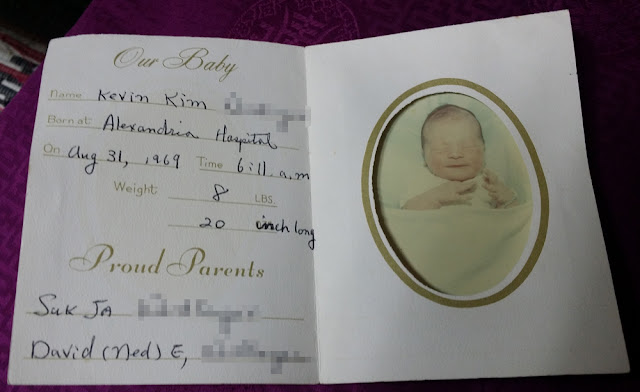 Our Baby
Name Kevin Kim
Born at Alexandria Hospital
On Aug 31, 1969 Time 6:11 a.m
Weight: 8 LBS.
20 inch long
Proud Parents
Suk Ja
David (Ned) E,